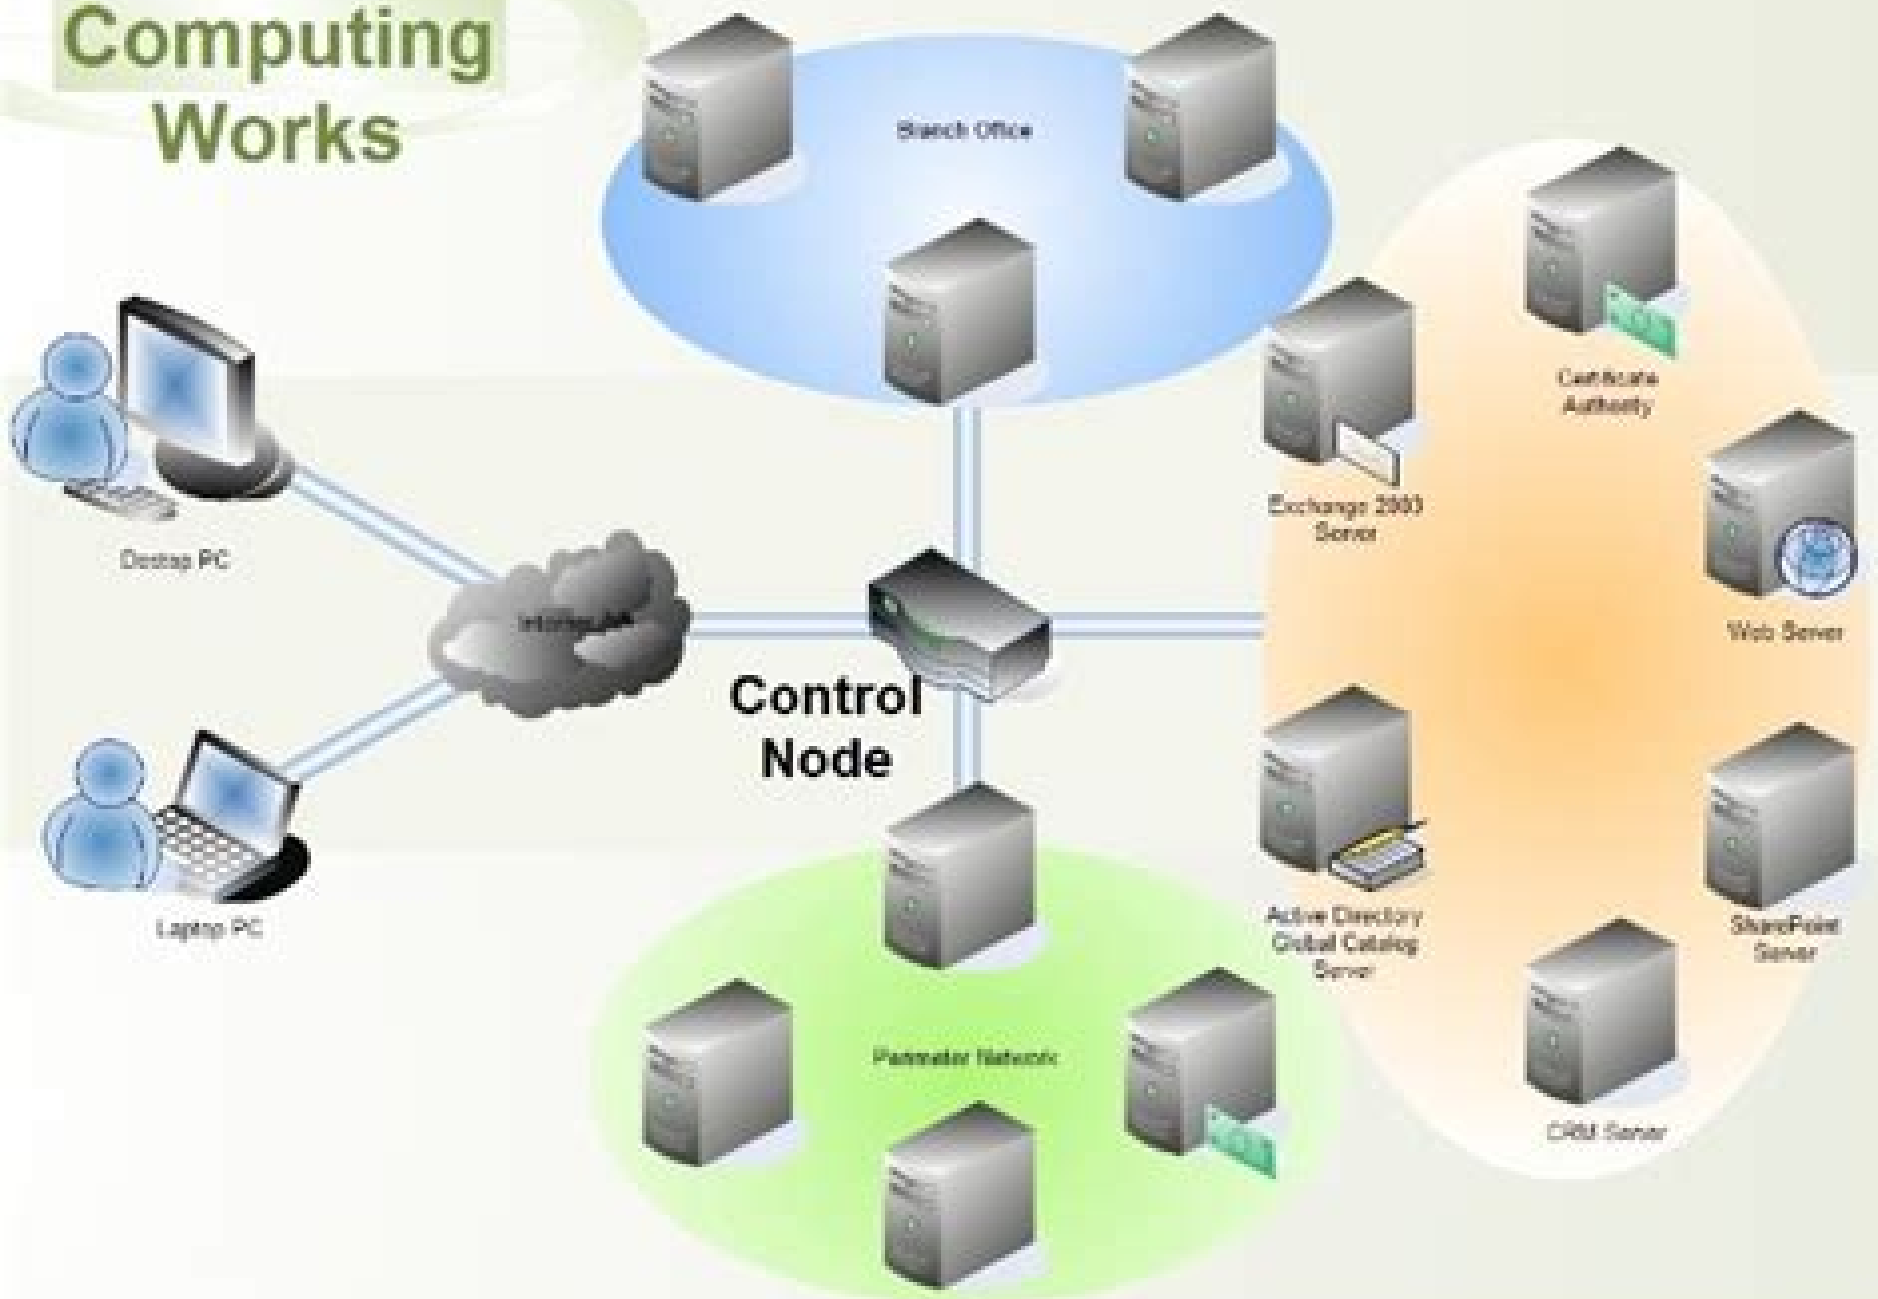 Computing
Works
Branch Office
Certificate
Authority
Exchange 2003
Server
Web Server
Control
Node
Laptop PC
PC
Active Directory
Global Catalog
Server
SharePoint
Server
Perimeter Network
CRM Server